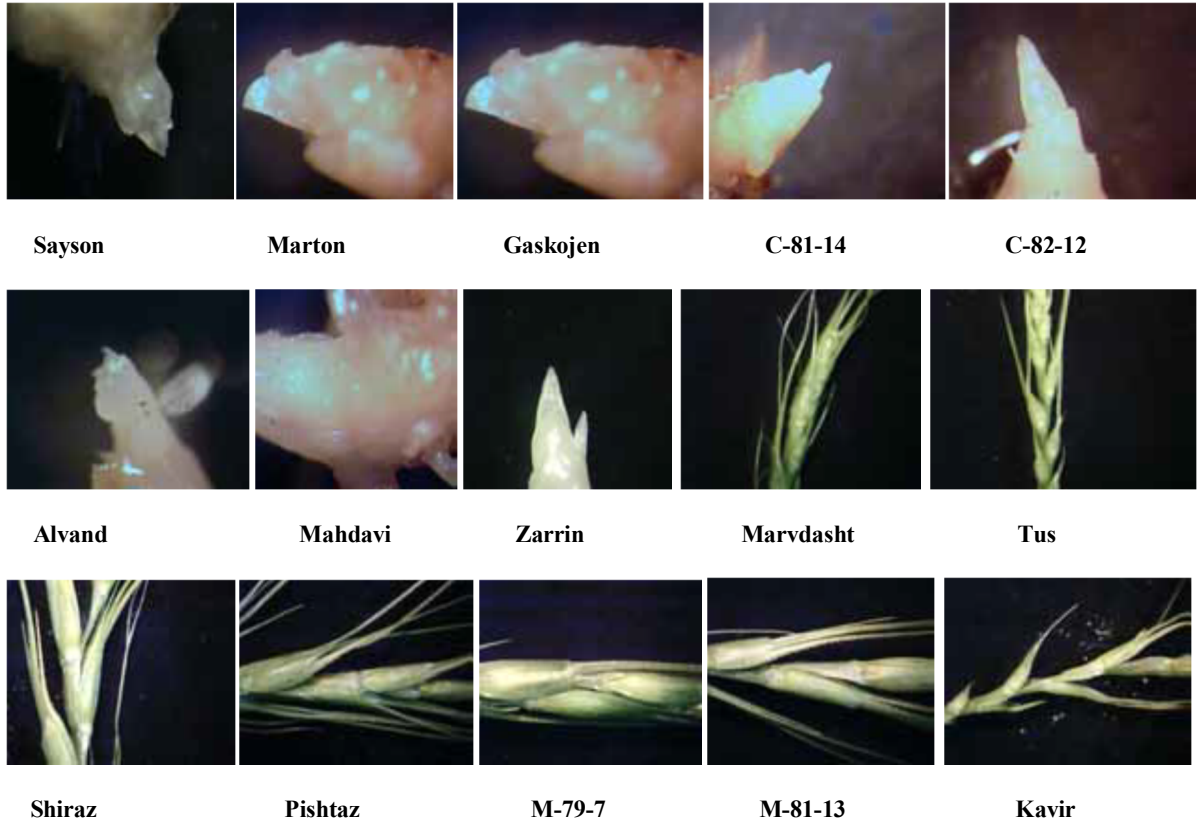 Sayson Marton Gaskojen C-81-14 C-82-12
Alvand Mahdavi Zarrin Marvdasht Tus
Shiraz Pishtaz M-79-7 M-81-13 Kavir